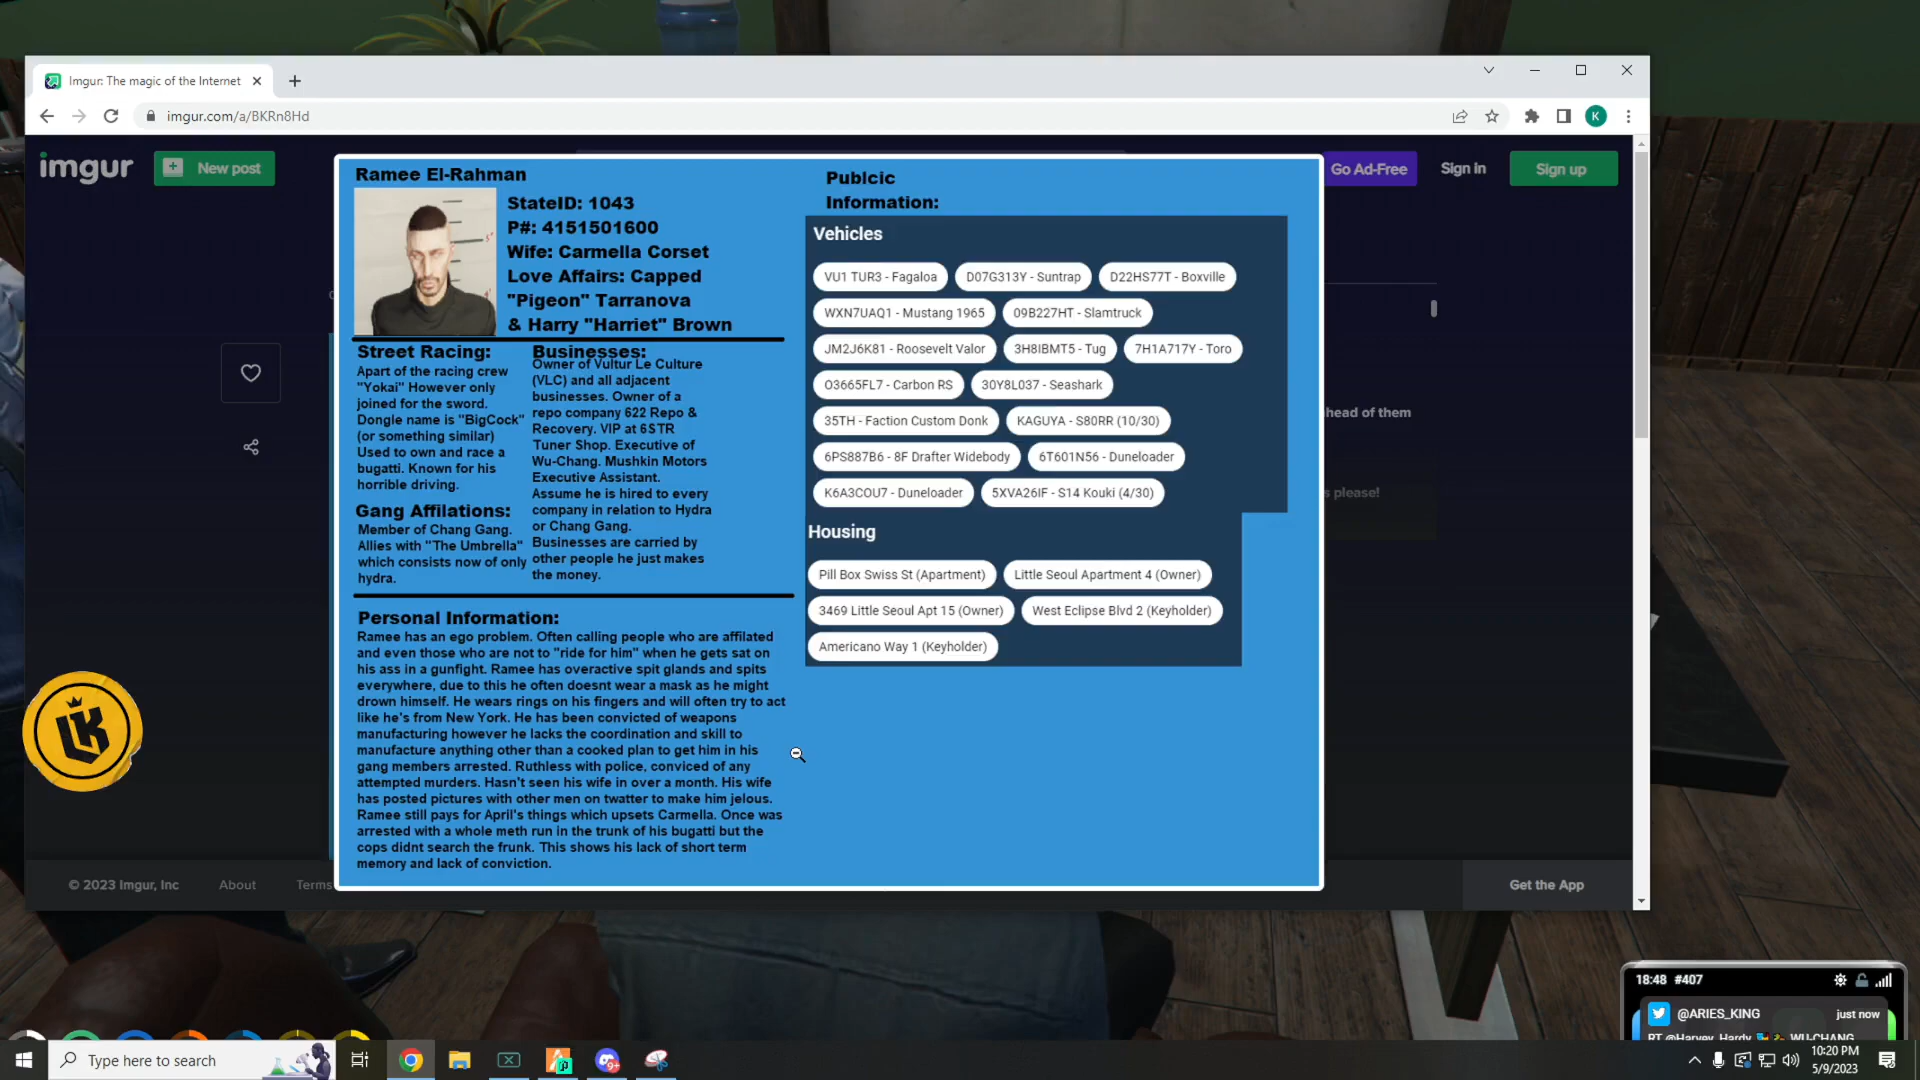 Imgur: The magic of the Internet
imgur.com/a/BKRn8Hd
K
imgur
New post
Go Ad-Free
Sign in
Sign up
Ramee El-Rahman
StateID: 1043
P#: 4151501600
Wife: Carmella Corset
Love Affairs: Capped
"Pigeon" Tarranova
& Harry "Harriet" Brown
Street Racing:
Apart of the racing crew
"Yokai" However only
joined for the sword.
Dongle name is "BigCock"
(or something similar)
Used to own and race a
bugatti. Known for his
horrible driving.
Gang Affilations:
Member of Chang Gang.
Allies with "The Umbrella"
which consists now of only
hydra.
Businesses:
Owner of Vultur Le Culture
(VLC) and all adjacent
businesses. Owner of a
repo company 622 Repo &
Recovery. VIP at 6STR
Tuner Shop. Executive of
Wu-Chang. Mushkin Motors
Executive Assistant.
Assume he is hired to every
company in relation to Hydra
or Chang Gang.
Businesses are carried by
other people he just makes
the money.
Personal Information:
Ramee has an ego problem. Often calling people who are affilated
and even those who are not to "ride for him" when he gets sat on
his ass in a gunfight. Ramee has overactive spit glands and spits
everywhere, due to this he often doesnt wear a mask as he might
drown himself. He wears rings on his fingers and will often try to act
like he's from New York. He has been convicted of weapons
manufacturing however he lacks the coordination and skill to
manufacture anything other than a cooked plan to get him in his
gang members arrested. Ruthless with police, conviced of any
attempted murders. Hasn't seen his wife in over a month. His wife
has posted pictures with other men on twatter to make him jelous.
Ramee still pays for April's things which upsets Carmella. Once was
arrested with a whole meth run in the trunk of his bugatti but the
cops didnt search the frunk. This shows his lack of short term
memory and lack of conviction.
Publcic
Information:
Vehicles
VU1 TUR3 - Fagaloa
D07G313Y - Suntrap
D22HS77T - Boxville
WXN7UAQ1 - Mustang 1965
09B227HT - Slamtruck
JM2J6K81 - Roosevelt Valor
3H8IBMT5 - Tug
7H1A717Y - Toro
O3665FL7 - Carbon RS
30Y8L037 - Seashark
35TH - Faction Custom Donk
KAGUYA - S80RR (10/30)
6PS887B6 - 8F Drafter Widebody
6T601N56 - Duneloader
K6A3COU7 - Duneloader
5XVA26IF - S14 Kouki (4/30)
Housing
Pill Box Swiss St (Apartment)
Little Seoul Apartment 4 (Owner)
3469 Little Seoul Apt 15 (Owner)
West Eclipse Blvd 2 (Keyholder)
Americano Way 1 (Keyholder)
head of them
s please!
LK
© 2023 Imgur, Inc
About
Terms
Get the App
18:48 #407
@ARIES_KING
just now
RT @Harvey_Hardy WU-CHANG
Type here to search
9+
10:20 PM
5/9/2023